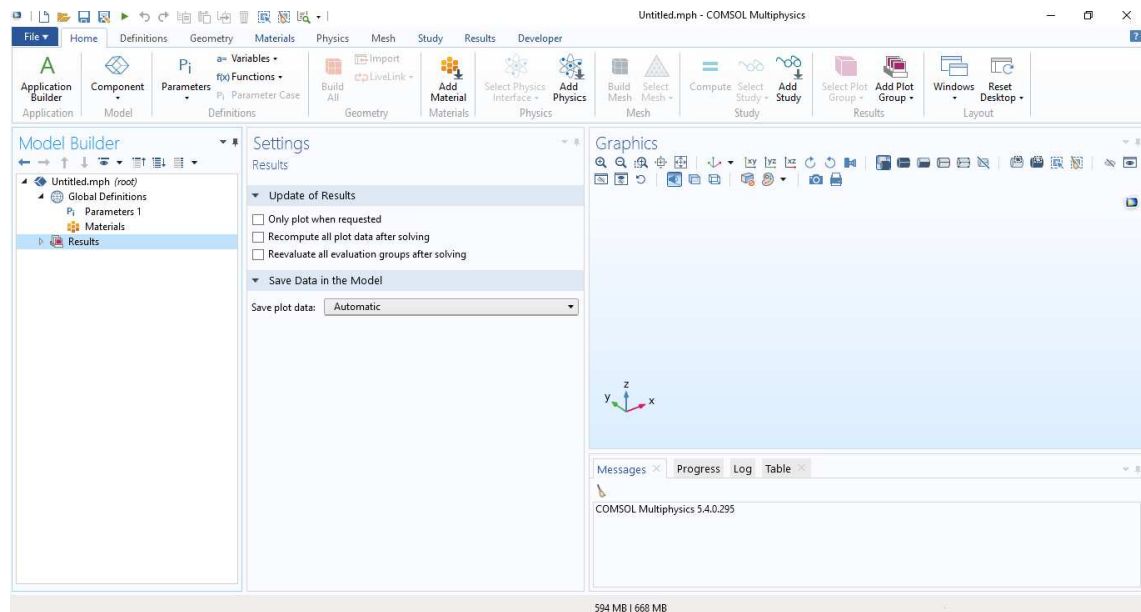 Untitled.mph - COMSOL Multiphysics
File Home Definitions Geometry Materials Physics Mesh Study Results Developer
A Application Builder
Component
Pi Parameters
a= Variables
f(x) Functions
Pi Parameter Case
Build All
Import
LiveLink
Add Material
Select Physics Interface
Add Physics
Build Mesh
Select Mesh
Compute
Select Study
Add Study
Select Plot Group
Add Plot Group
Windows
Reset Desktop
Application Model Definitions Geometry Materials Physics Mesh Study Results Layout
Model Builder
Untitled.mph (root)
Global Definitions
Pi Parameters 1
Materials
Results
Settings
Results
Update of Results
Only plot when requested
Recompute all plot data after solving
Reevaluate all evaluation groups after solving
Save Data in the Model
Save plot data: Automatic
Graphics
xy yz xz
z
y x
Messages Progress Log Table
COMSOL Multiphysics 5.4.0.295
594 MB | 668 MB